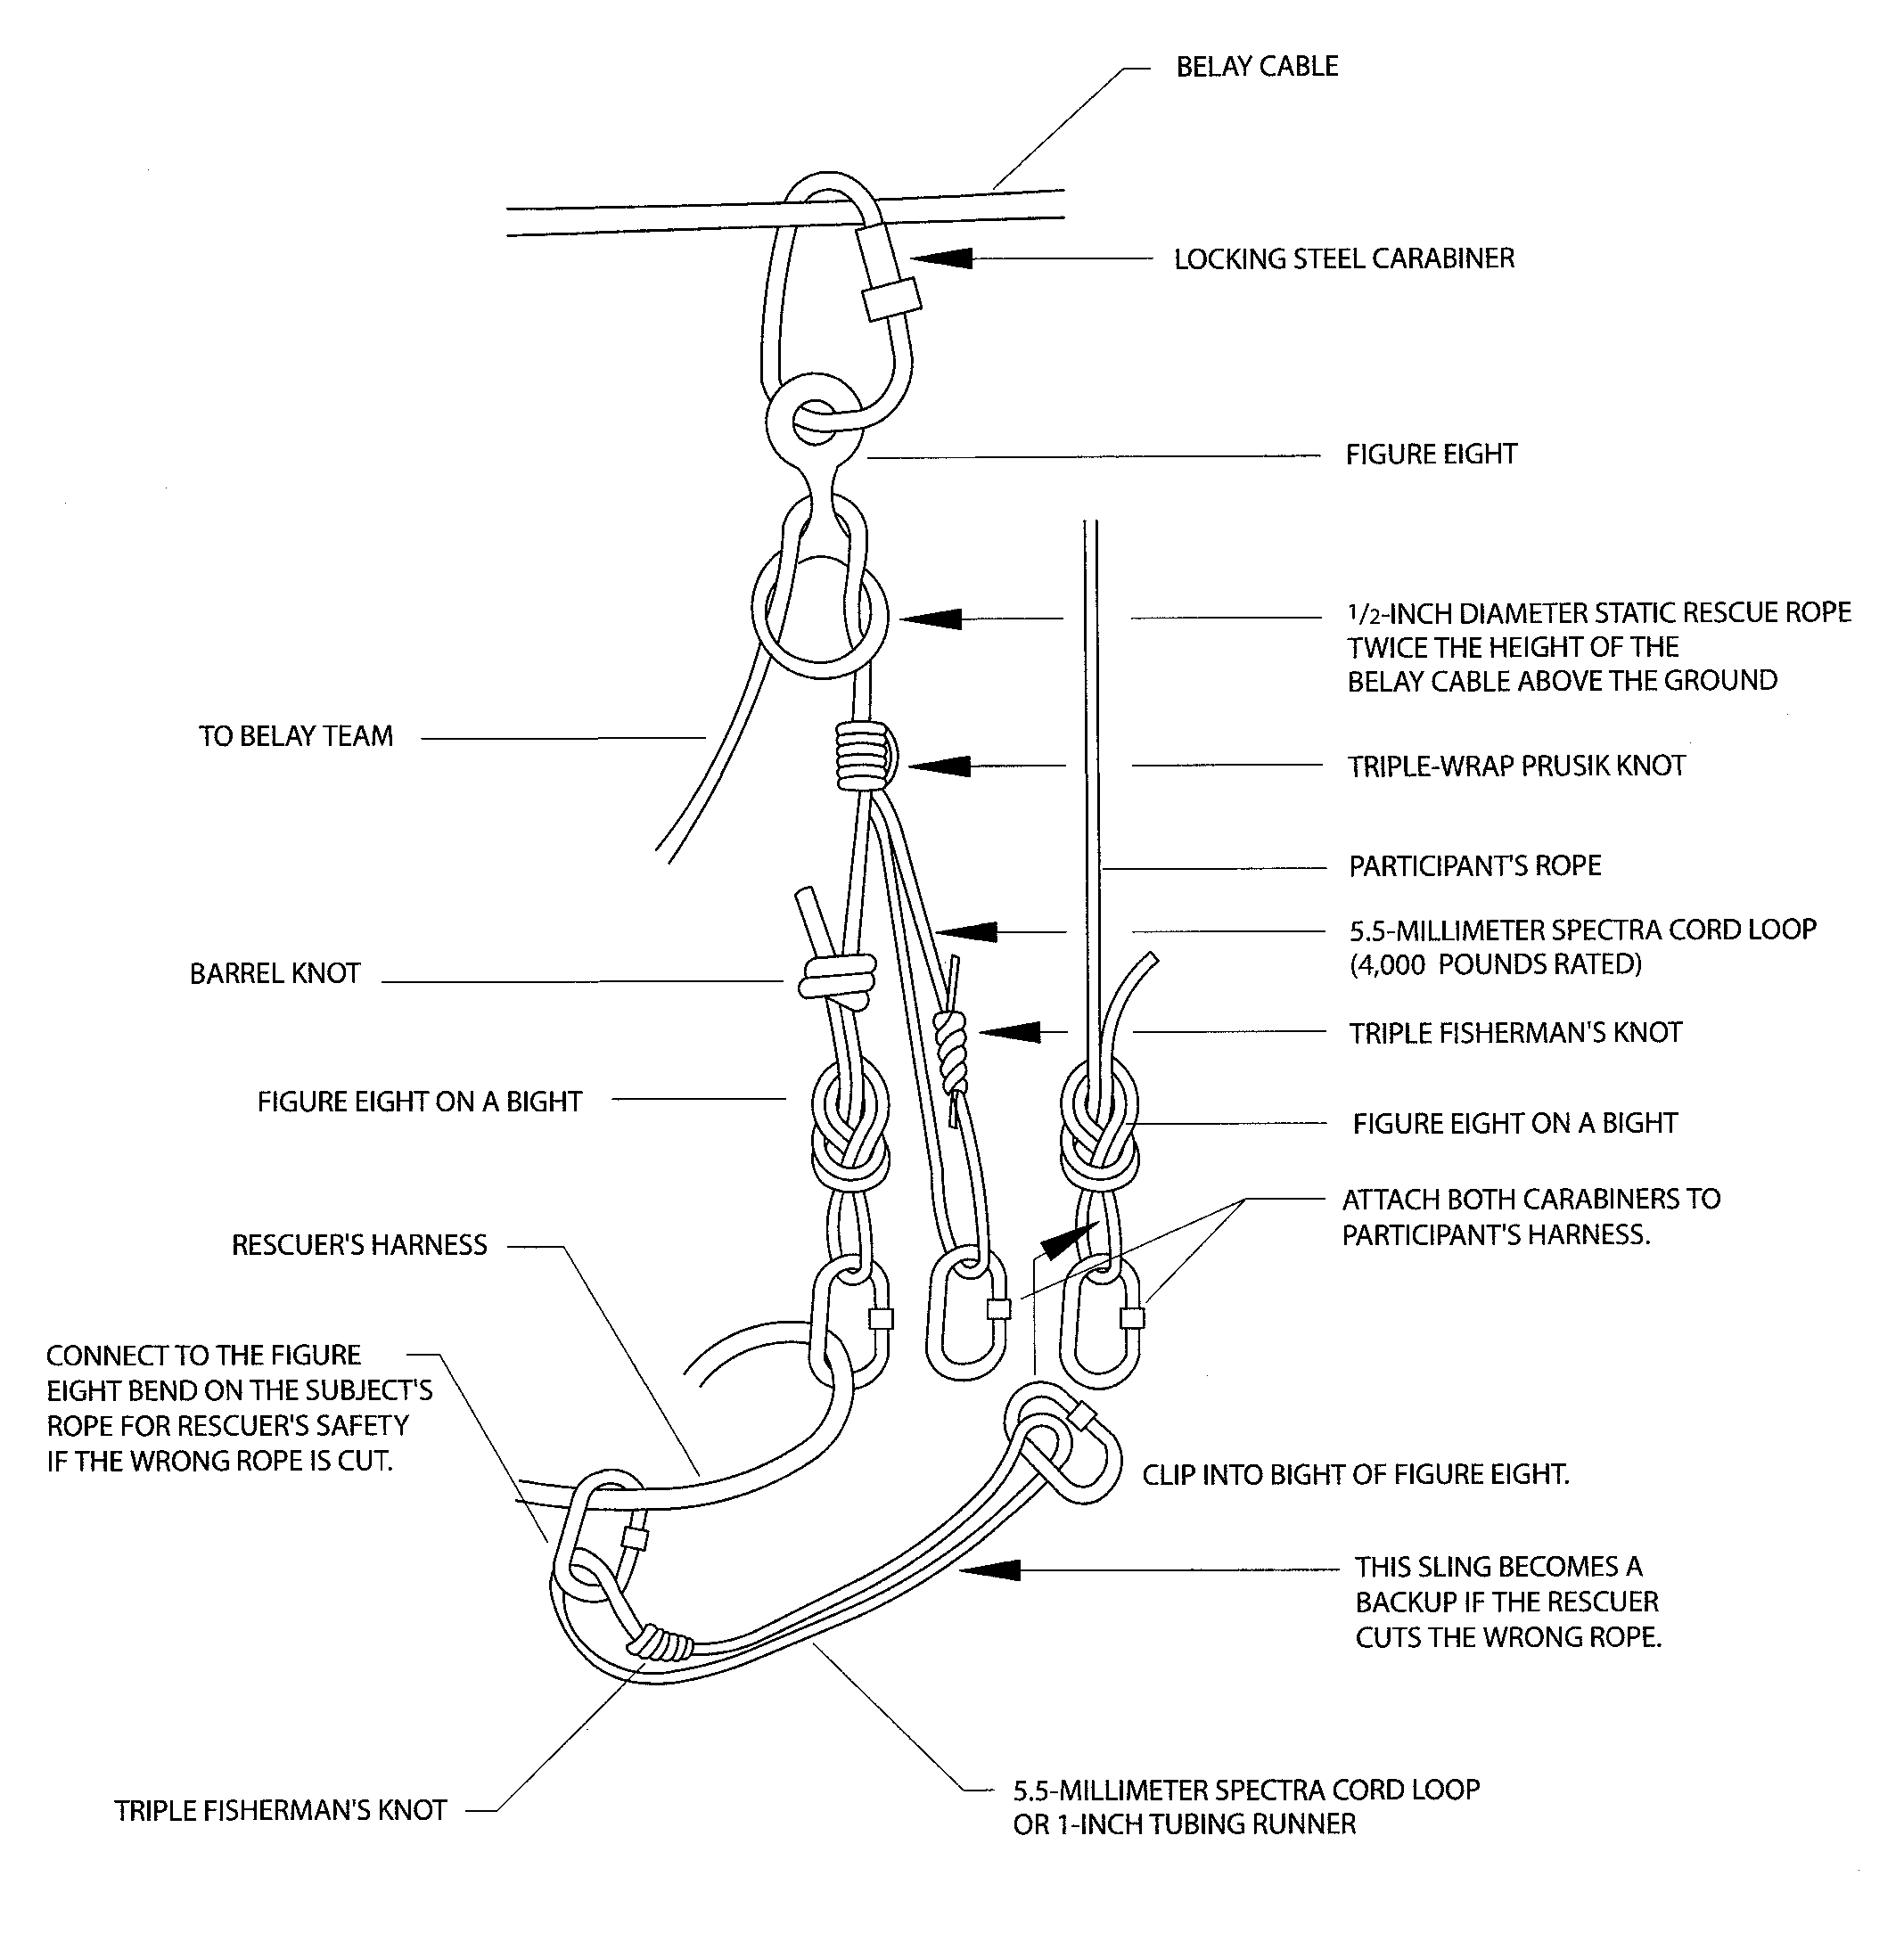 BELAY CABLE
LOCKING STEEL CARABINER
FIGURE EIGHT
1/2-INCH DIAMETER STATIC RESCUE ROPE
TWICE THE HEIGHT OF THE
BELAY CABLE ABOVE THE GROUND
TO BELAY TEAM
TRIPLE-WRAP PRUSIK KNOT
PARTICIPANT'S ROPE
5.5-MILLIMETER SPECTRA CORD LOOP
(4,000 POUNDS RATED)
BARREL KNOT
TRIPLE FISHERMAN'S KNOT
FIGURE EIGHT ON A BIGHT
FIGURE EIGHT ON A BIGHT
ATTACH BOTH CARABINERS TO
PARTICIPANT'S HARNESS.
RESCUER'S HARNESS
CONNECT TO THE FIGURE
EIGHT BEND ON THE SUBJECT'S
ROPE FOR RESCUER'S SAFETY
IF THE WRONG ROPE IS CUT.
CLIP INTO BIGHT OF FIGURE EIGHT.
THIS SLING BECOMES A
BACKUP IF THE RESCUER
CUTS THE WRONG ROPE.
5.5-MILLIMETER SPECTRA CORD LOOP
OR 1-INCH TUBING RUNNER
TRIPLE FISHERMAN'S KNOT